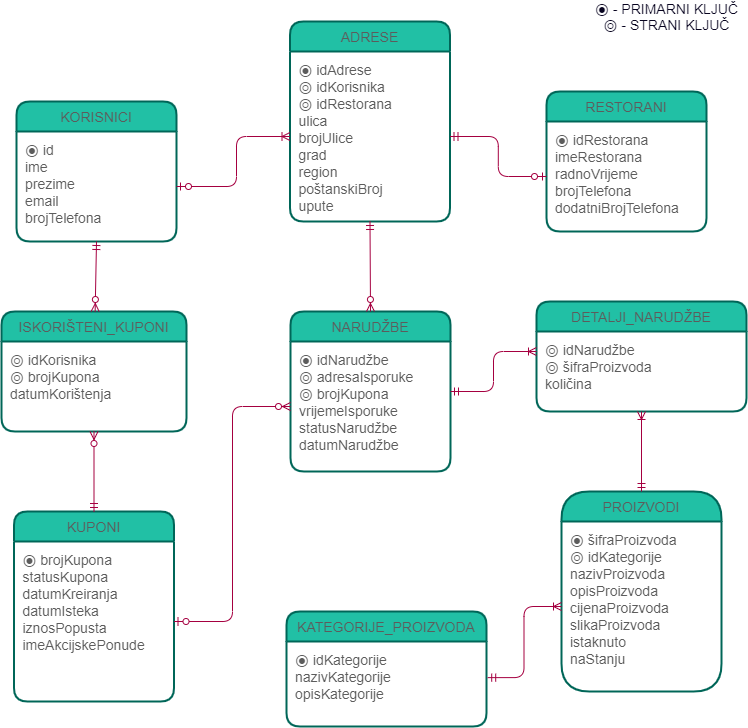 ◉ - PRIMARNI KLJUČ
◎ - STRANI KLJUČ
ADRESE
◉ idAdrese
◎ idKorisnika
◎ idRestorana
ulica
brojUlice
grad
region
poštanskiBroj
upute
KORISNICI
◉ id
ime
prezime
email
brojTelefona
RESTORANI
◉ idRestorana
imeRestorana
radnoVrijeme
brojTelefona
dodatniBrojTelefona
ISKORIŠTENI_KUPONI
◎ idKorisnika
◎ brojKupona
datumKorištenja
NARUDŽBE
◉ idNarudžbe
◎ adresaIsporuke
◎ brojKupona
vrijemeIsporuke
statusNarudžbe
datumNarudžbe
DETALJI_NARUDŽBE
◎ idNarudžbe
◎ šifraProizvoda
količina
KUPONI
◉ brojKupona
statusKupona
datumKreiranja
datumIsteka
iznosPopusta
imeAkcijskePonude
KATEGORIJE_PROIZVODA
◉ idKategorije
nazivKategorije
opisKategorije
PROIZVODI
◉ šifraProizvoda
◎ idKategorije
nazivProizvoda
opisProizvoda
cijenaProizvoda
slikaProizvoda
istaknuto
naStanju